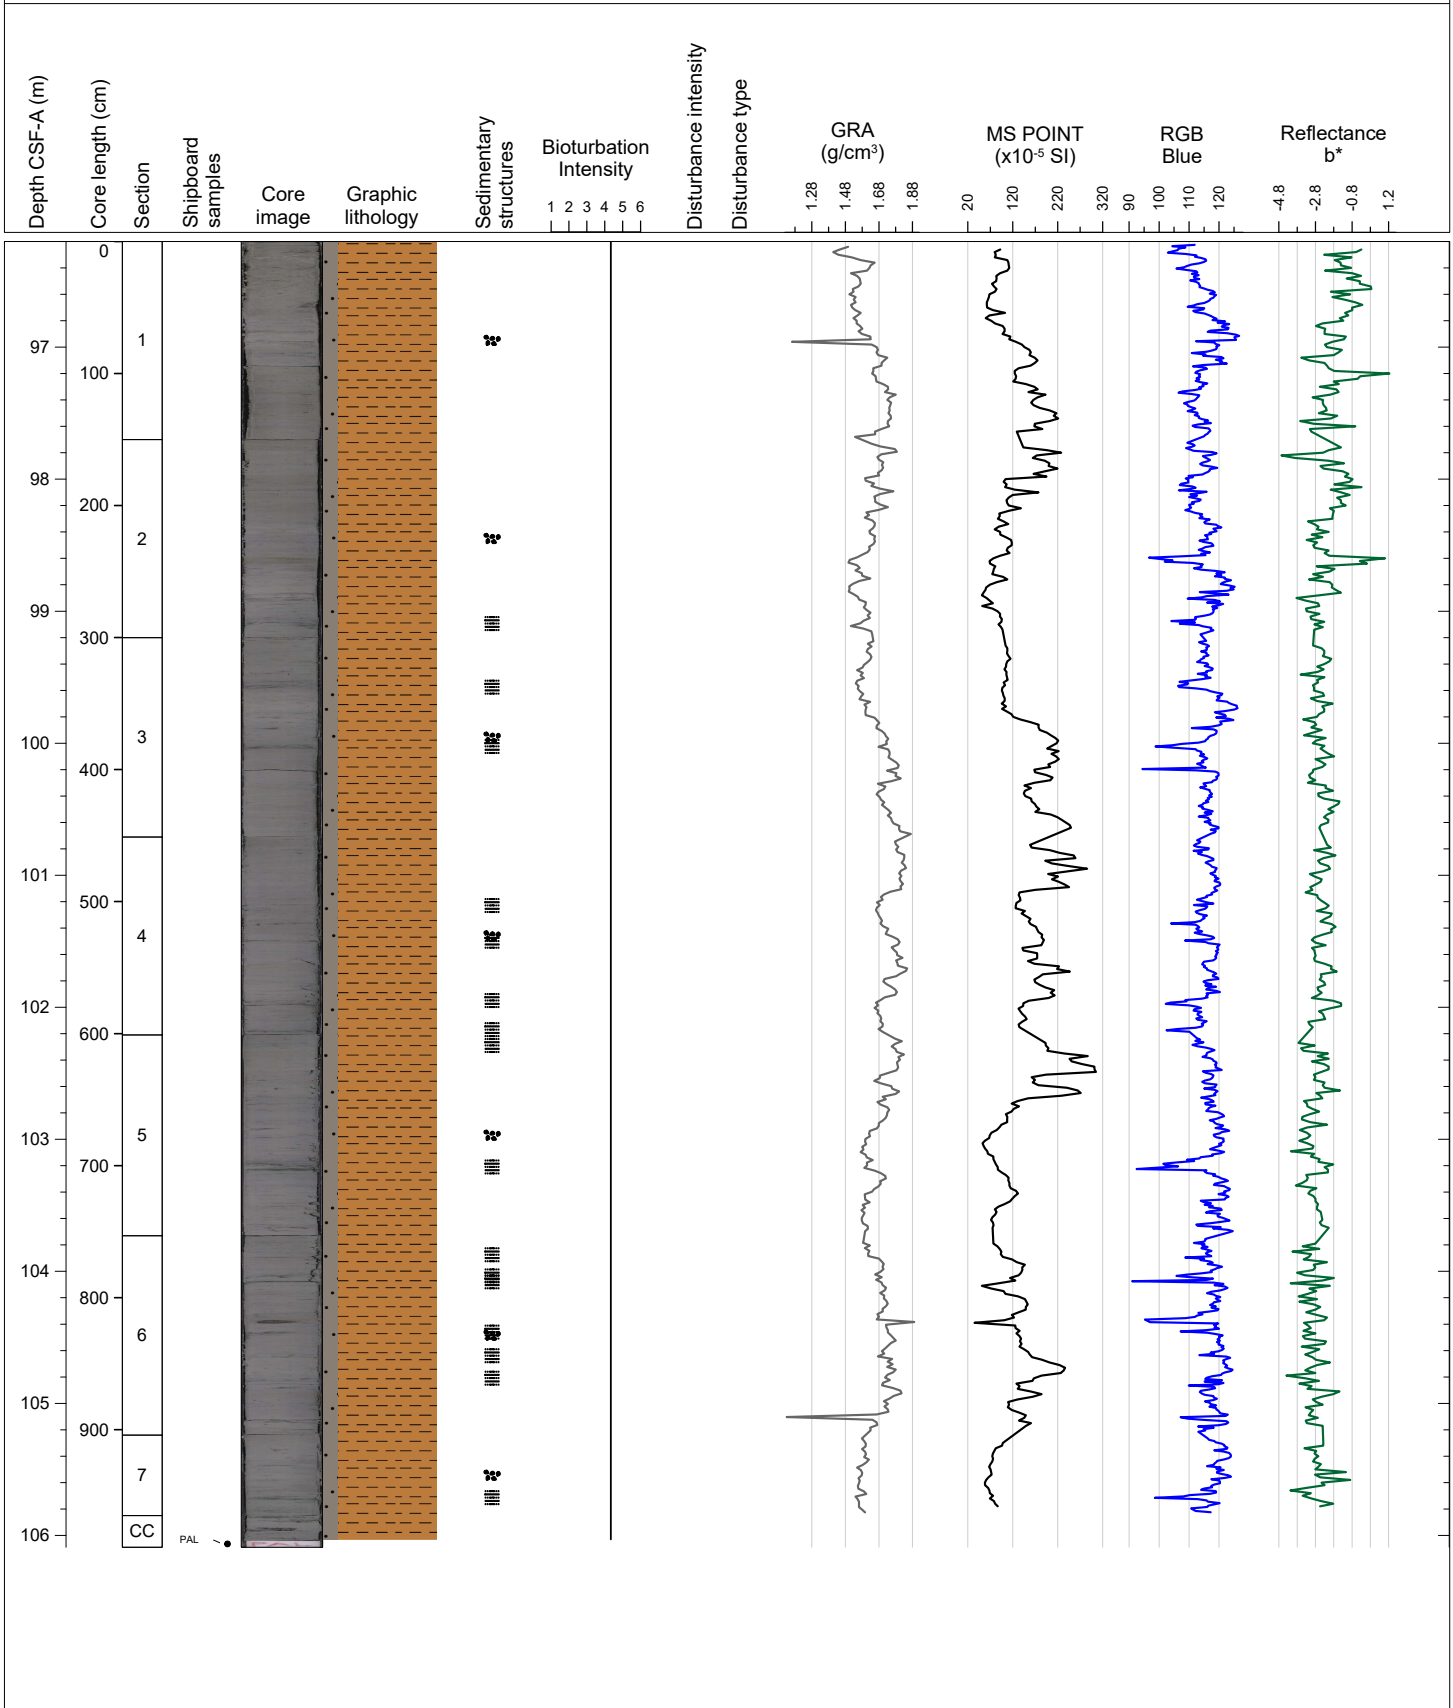 Depth CSF-A (m)
Core length (cm)
Section
Shipboard
samples
Core
image
Graphic
lithology
Sedimentary
structures
Bioturbation
Intensity
1 2 3 4 5 6
Disturbance intensity
Disturbance type
GRA
(g/cm³)
1.28 1.48 1.68 1.88
MS POINT
(x10⁻⁵ SI)
20 120 220 320
RGB
Blue
90 100 110 120
Reflectance
b*
-4.8 -2.8 -0.8 1.2
0
1
97
100
98
200
2
99
300
3
100
400
101
500
4
102
600
5
103
700
104
800
6
105
900
7
CC
106
PAL